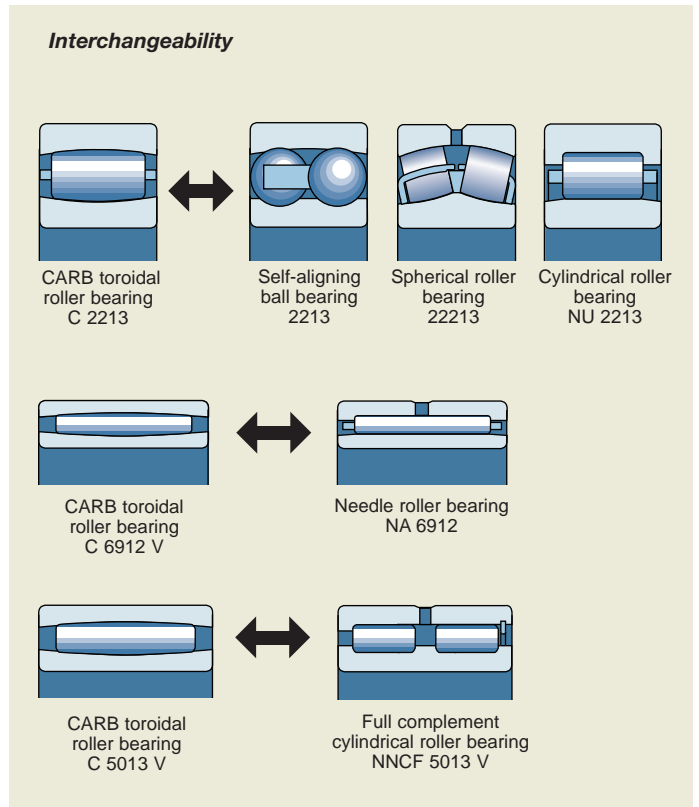 Interchangeability
CARB toroidal
roller bearing
C 2213
Self-aligning
ball bearing
2213
Spherical roller
bearing
22213
Cylindrical roller
bearing
NU 2213
CARB toroidal
roller bearing
C 6912 V
Needle roller bearing
NA 6912
CARB toroidal
roller bearing
C 5013 V
Full complement
cylindrical roller bearing
NNCF 5013 V